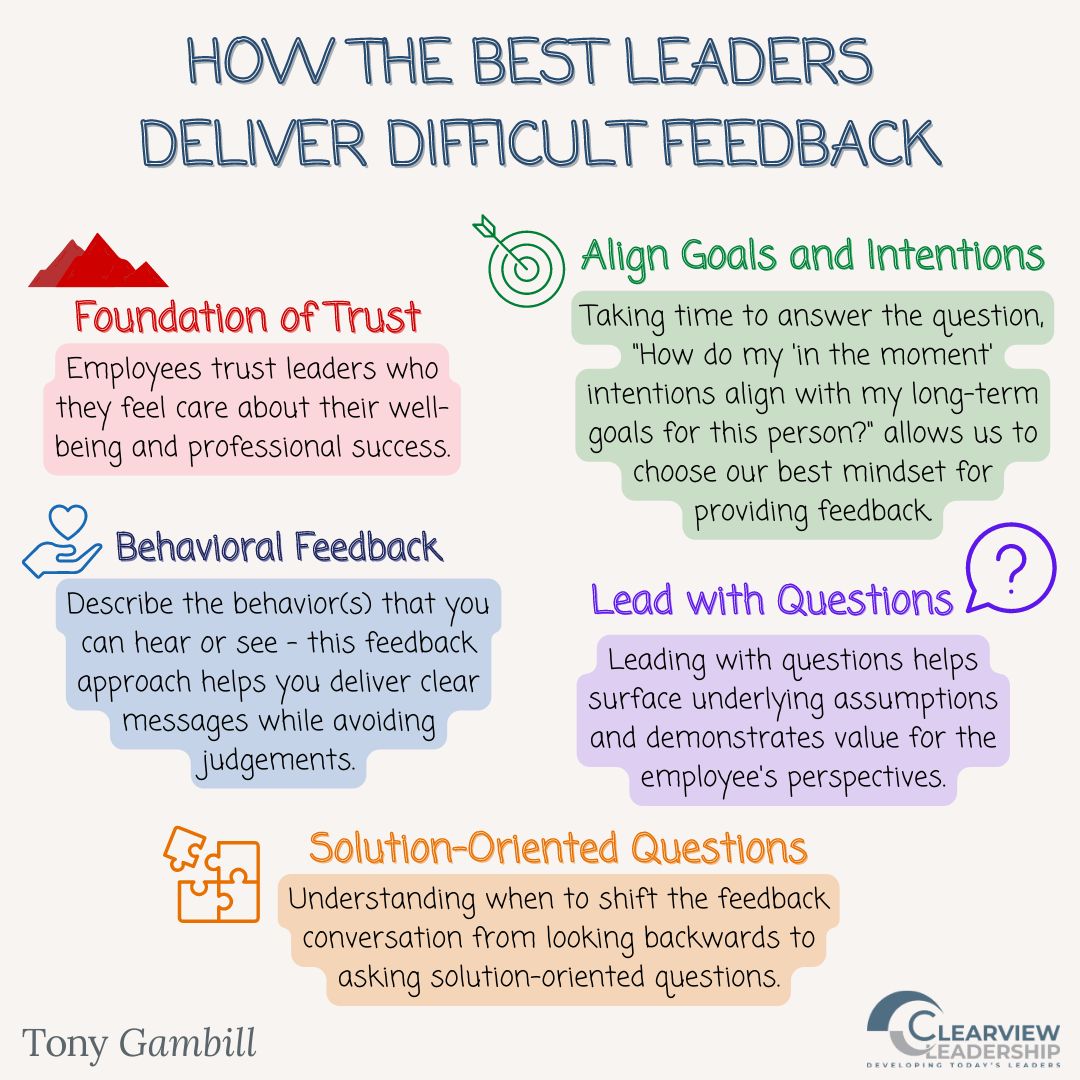 HOW THE BEST LEADERS
DELIVER DIFFICULT FEEDBACK
Foundation of Trust
Employees trust leaders who
they feel care about their well-
being and professional success.
Align Goals and Intentions
Taking time to answer the question,
"How do my 'in the moment'
intentions align with my long-term
goals for this person?" allows us to
choose our best mindset for
providing feedback.
Behavioral Feedback
Describe the behavior(s) that you
can hear or see - this feedback
approach helps you deliver clear
messages while avoiding
judgements.
Lead with Questions
?
Leading with questions helps
surface underlying assumptions
and demonstrates value for the
employee's perspectives.
Solution-Oriented Questions
Understanding when to shift the feedback
conversation from looking backwards to
asking solution-oriented questions.
Tony Gambill
CLEARVIEW
LEADERSHIP
DEVELOPING TODAY'S LEADERS